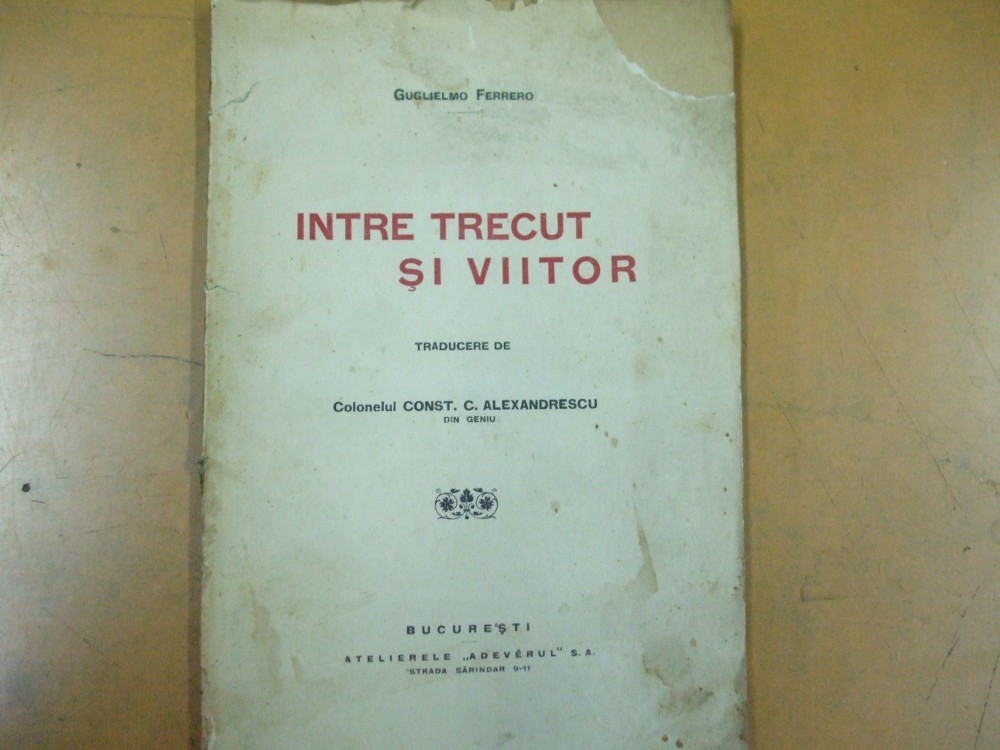 GUGLIELMO FERRERO
INTRE TRECUT
ŞI VIITOR
TRADUCERE DE
Colonelul CONST. C. ALEXANDRESCU
DIN GENIU
BUCUREŞTI
ATELIERELE „ADEVĔRUL" S. A.
STRADA SĂRINDAR 9-11